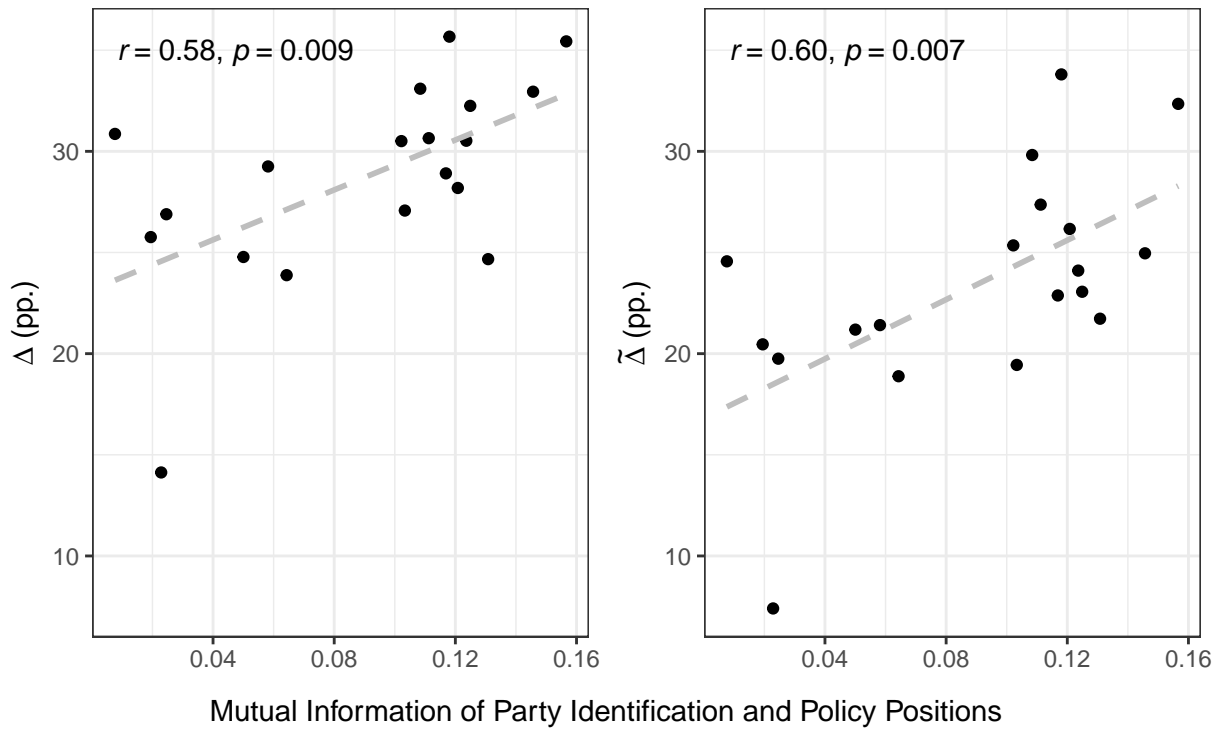 r = 0.58, p = 0.009
Δ (pp.)
30
20
10
0.04 0.08 0.12 0.16
r = 0.60, p = 0.007
Δ̃ (pp.)
30
20
10
0.04 0.08 0.12 0.16
Mutual Information of Party Identification and Policy Positions